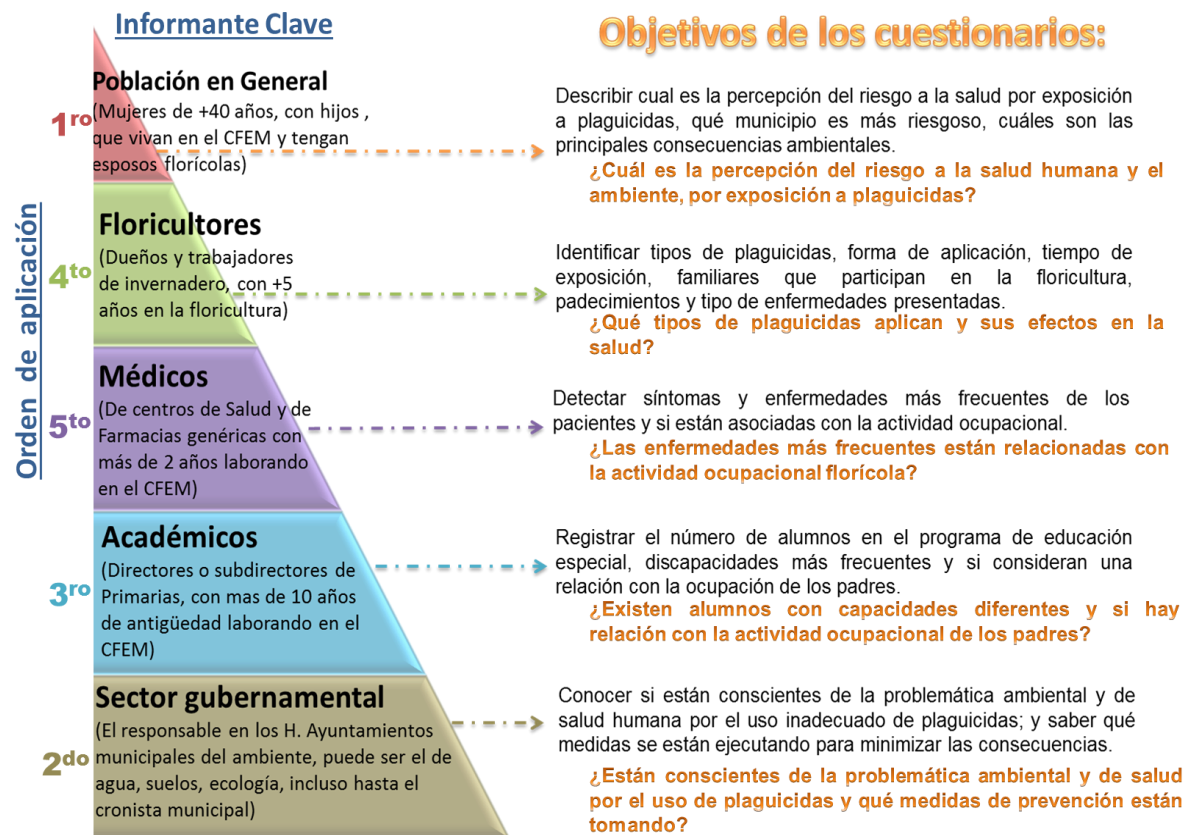 Informante Clave
Objetivos de los cuestionarios:
Orden de aplicación
1ro
Población en General
(Mujeres de +40 años, con hijos ,
que vivan en el CFEM y tengan
esposos florícolas)
Describir cual es la percepción del riesgo a la salud por exposición
a plaguicidas, qué municipio es más riesgoso, cuáles son las
principales consecuencias ambientales.
¿Cuál es la percepción del riesgo a la salud humana y el
ambiente, por exposición a plaguicidas?
4to
Floricultores
(Dueños y trabajadores
de invernadero, con +5
años en la floricultura)
Identificar tipos de plaguicidas, forma de aplicación, tiempo de
exposición, familiares que participan en la floricultura,
padecimientos y tipo de enfermedades presentadas.
¿Qué tipos de plaguicidas aplican y sus efectos en la
salud?
5to
Médicos
(De centros de Salud y de
Farmacias genéricas con
más de 2 años laborando
en el CFEM)
Detectar síntomas y enfermedades más frecuentes de los
pacientes y si están asociadas con la actividad ocupacional.
¿Las enfermedades más frecuentes están relacionadas con
la actividad ocupacional florícola?
3ro
Académicos
(Directores o subdirectores de
Primarias, con mas de 10 años
de antigüedad laborando en el
CFEM)
Registrar el número de alumnos en el programa de educación
especial, discapacidades más frecuentes y si consideran una
relación con la ocupación de los padres.
¿Existen alumnos con capacidades diferentes y si hay
relación con la actividad ocupacional de los padres?
2do
Sector gubernamental
(El responsable en los H. Ayuntamientos
municipales del ambiente, puede ser el de
agua, suelos, ecología, incluso hasta el
cronista municipal)
Conocer si están conscientes de la problemática ambiental y de
salud humana por el uso inadecuado de plaguicidas; y saber qué
medidas se están ejecutando para minimizar las consecuencias.
¿Están conscientes de la problemática ambiental y de salud
por el uso de plaguicidas y qué medidas de prevención están
tomando?